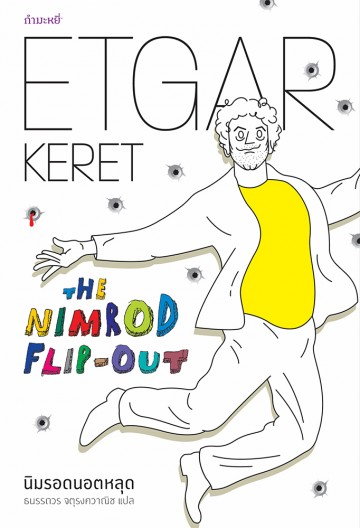 กำมะหยี่
ETGAR
KERET
THE
NIMROD
FLIP-OUT
นิมรอดนอตหลุด
ธนรรถวร จตุรงควาณิช แปล